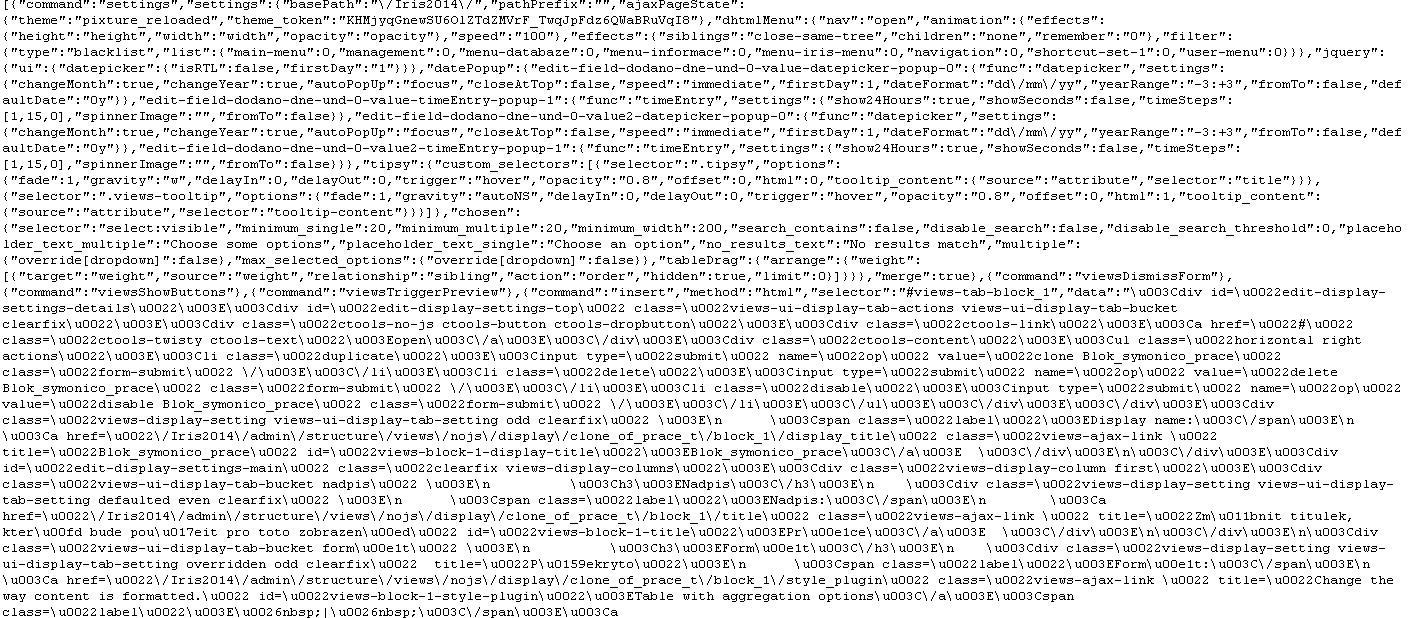 [{"command":"settings","settings":{"basePath":"\/Iris2014\/","pathPrefix":"","ajaxPageState":
{"theme":"pixture_reloaded","theme_token":"KHMjyqGnewSU6OlZTdZMVrF_TwqJpFdz6QWaBRuVqI8"},"dhtmlMenu":{"nav":"open","animation":{"effects":
{"height":"height","width":"width","opacity":"opacity"},"speed":"100"},"effects":{"siblings":"close-same-tree","children":"none","remember":"0"},"filter":
{"type":"blacklist","list":{"main-menu":0,"management":0,"menu-databaze":0,"menu-informace":0,"menu-iris-menu":0,"navigation":0,"shortcut-set-1":0,"user-menu":0}}},"jquery":
{"ui":{"datepicker":{"isRTL":false,"firstDay":"1"}}},"datePopup":{"edit-field-dodano-dne-und-0-value-datepicker-popup-0":{"func":"datepicker","settings":
{"changeMonth":true,"changeYear":true,"autoPopUp":"focus","closeAtTop":false,"speed":"immediate","firstDay":1,"dateFormat":"dd\/mm\/yy","yearRange":"-3:+3","fromTo":false,"def
aultDate":"0y"}},"edit-field-dodano-dne-und-0-value-timeEntry-popup-1":{"func":"timeEntry","settings":{"show24Hours":true,"showSeconds":false,"timeSteps":
[1,15,0],"spinnerImage":"","fromTo":false}},"edit-field-dodano-dne-und-0-value2-datepicker-popup-0":{"func":"datepicker","settings":
{"changeMonth":true,"changeYear":true,"autoPopUp":"focus","closeAtTop":false,"speed":"immediate","firstDay":1,"dateFormat":"dd\/mm\/yy","yearRange":"-3:+3","fromTo":false,"def
aultDate":"0y"}},"edit-field-dodano-dne-und-0-value2-timeEntry-popup-1":{"func":"timeEntry","settings":{"show24Hours":true,"showSeconds":false,"timeSteps":
[1,15,0],"spinnerImage":"","fromTo":false}}},"tipsy":{"custom_selectors":[{"selector":".tipsy","options":
{"fade":1,"gravity":"w","delayIn":0,"delayOut":0,"trigger":"hover","opacity":"0.8","offset":0,"html":0,"tooltip_content":{"source":"attribute","selector":"title"}}},
{"selector":".views-tooltip","options":{"fade":1,"gravity":"autoNS","delayIn":0,"delayOut":0,"trigger":"hover","opacity":"0.8","offset":0,"html":1,"tooltip_content":
{"source":"attribute","selector":"tooltip-content"}}}]},"chosen":
{"selector":"select:visible","minimum_single":20,"minimum_multiple":20,"minimum_width":200,"search_contains":false,"disable_search":false,"disable_search_threshold":0,"placeho
lder_text_multiple":"Choose some options","placeholder_text_single":"Choose an option","no_results_text":"No results match","multiple":
{"override[dropdown]":false},"max_selected_options":{"override[dropdown]":false}},"tableDrag":{"arrange":{"weight":
[{"target":"weight","source":"weight","relationship":"sibling","action":"order","hidden":true,"limit":0}]}}},"merge":true},{"command":"viewsDismissForm"},
{"command":"viewsShowButtons"},{"command":"viewsTriggerPreview"},{"command":"insert","method":"html","selector":"#views-tab-block_1","data":"\u003Cdiv id=\u0022edit-display-
settings-details\u0022\u003E\u003Cdiv id=\u0022edit-display-settings-top\u0022 class=\u0022views-ui-display-tab-actions views-ui-display-tab-bucket
clearfix\u0022\u003E\u003Cdiv class=\u0022ctools-no-js ctools-button ctools-dropbutton\u0022\u003E\u003Cdiv class=\u0022ctools-link\u0022\u003E\u003Ca href=\u0022#\u0022
class=\u0022ctools-twisty ctools-text\u0022\u003Eopen\u003C\/a\u003E\u003C\/div\u003E\u003Cdiv class=\u0022ctools-content\u0022\u003E\u003Cul class=\u0022horizontal right
actions\u0022\u003E\u003Cli class=\u0022duplicate\u0022\u003E\u003Cinput type=\u0022submit\u0022 name=\u0022op\u0022 value=\u0022clone Blok_symonico_prace\u0022
class=\u0022form-submit\u0022 \/\u003E\u003C\/li\u003E\u003Cli class=\u0022delete\u0022\u003E\u003Cinput type=\u0022submit\u0022 name=\u0022op\u0022 value=\u0022delete
Blok_symonico_prace\u0022 class=\u0022form-submit\u0022 \/\u003E\u003C\/li\u003E\u003Cli class=\u0022disable\u0022\u003E\u003Cinput type=\u0022submit\u0022 name=\u0022op\u0022
value=\u0022disable Blok_symonico_prace\u0022 class=\u0022form-submit\u0022 \/\u003E\u003C\/li\u003E\u003C\/ul\u003E\u003C\/div\u003E\u003C\/div\u003E\u003Cdiv
class=\u0022views-display-setting views-ui-display-tab-setting odd clearfix\u0022 \u003E\n \u003Cspan class=\u0022label\u0022\u003EDisplay name:\u003C\/span\u003E\n
\u003Ca href=\u0022\/Iris2014\/admin\/structure\/views\/nojs\/display\/clone_of_prace_t\/block_1\/display_title\u0022 class=\u0022views-ajax-link \u0022
title=\u0022Blok_symonico_prace\u0022 id=\u0022views-block-1-display-title\u0022\u003EBlok_symonico_prace\u003C\/a\u003E \u003C\/div\u003E\n\u003C\/div\u003E\u003Cdiv
id=\u0022edit-display-settings-main\u0022 class=\u0022clearfix views-display-columns\u0022\u003E\u003Cdiv class=\u0022views-display-column first\u0022\u003E\u003Cdiv
class=\u0022views-ui-display-tab-bucket nadpis\u0022 \u003E\n \u003Ch3\u003ENadpis\u003C\/h3\u003E\n \u003Cdiv class=\u0022views-display-setting views-ui-display-
tab-setting defaulted even clearfix\u0022 \u003E\n \u003Cspan class=\u0022label\u0022\u003ENadpis:\u003C\/span\u003E\n \u003Ca
href=\u0022\/Iris2014\/admin\/structure\/views\/nojs\/display\/clone_of_prace_t\/block_1\/title\u0022 class=\u0022views-ajax-link \u0022 title=\u0022Zm\u011bnit titulek,
kter\u00fd bude pou\u017eit pro toto zobrazen\u00ed\u0022 id=\u0022views-block-1-title\u0022\u003EPr\u00e1ce\u003C\/a\u003E \u003C\/div\u003E\n\u003C\/div\u003E\n\u003Cdiv
class=\u0022views-ui-display-tab-bucket form\u00e1t\u0022 \u003E\n \u003Ch3\u003EForm\u00e1t\u003C\/h3\u003E\n \u003Cdiv class=\u0022views-display-setting views-
ui-display-tab-setting overridden odd clearfix\u0022 title=\u0022P\u0159ekryto\u0022 \u003E\n \u003Cspan class=\u0022label\u0022\u003EForm\u00e1t:\u003C\/span\u003E\n
\u003Ca href=\u0022\/Iris2014\/admin\/structure\/views\/nojs\/display\/clone_of_prace_t\/block_1\/style_plugin\u0022 class=\u0022views-ajax-link \u0022 title=\u0022Change the
way content is formatted.\u0022 id=\u0022views-block-1-style-plugin\u0022\u003ETable with aggregation options\u003C\/a\u003E\u003Cspan
class=\u0022label\u0022\u003E\u0026nbsp;|\u0026nbsp;\u003C\/span\u003E\u003Ca